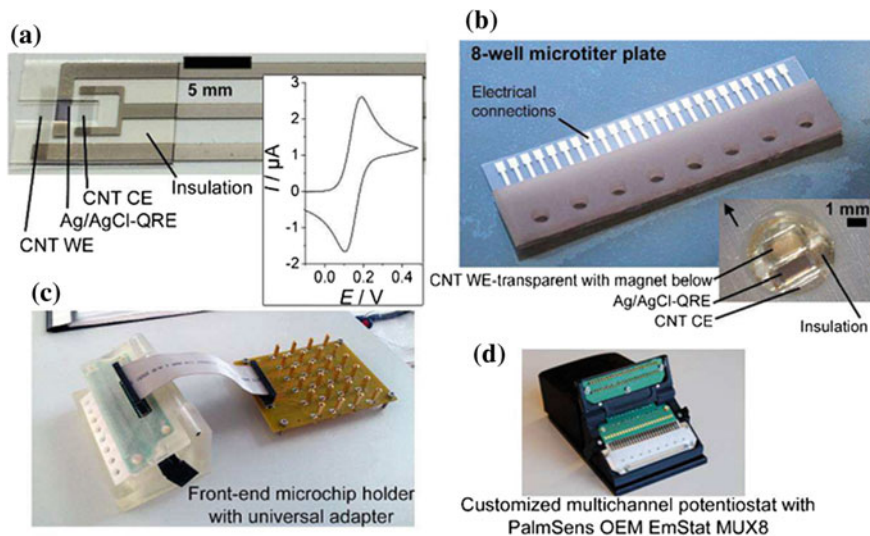 (a)
5 mm
Insulation
CNT CE
Ag/AgCl-QRE
CNT WE
I / µA
3
2
1
0
-1
-2
0.0 0.2 0.4
E / V
(b)
8-well microtiter plate
Electrical
connections
1 mm
CNT WE-transparent with magnet below
Ag/AgCl-QRE
CNT CE
Insulation
(c)
Front-end microchip holder
with universal adapter
(d)
Customized multichannel potentiostat with
PalmSens OEM EmStat MUX8